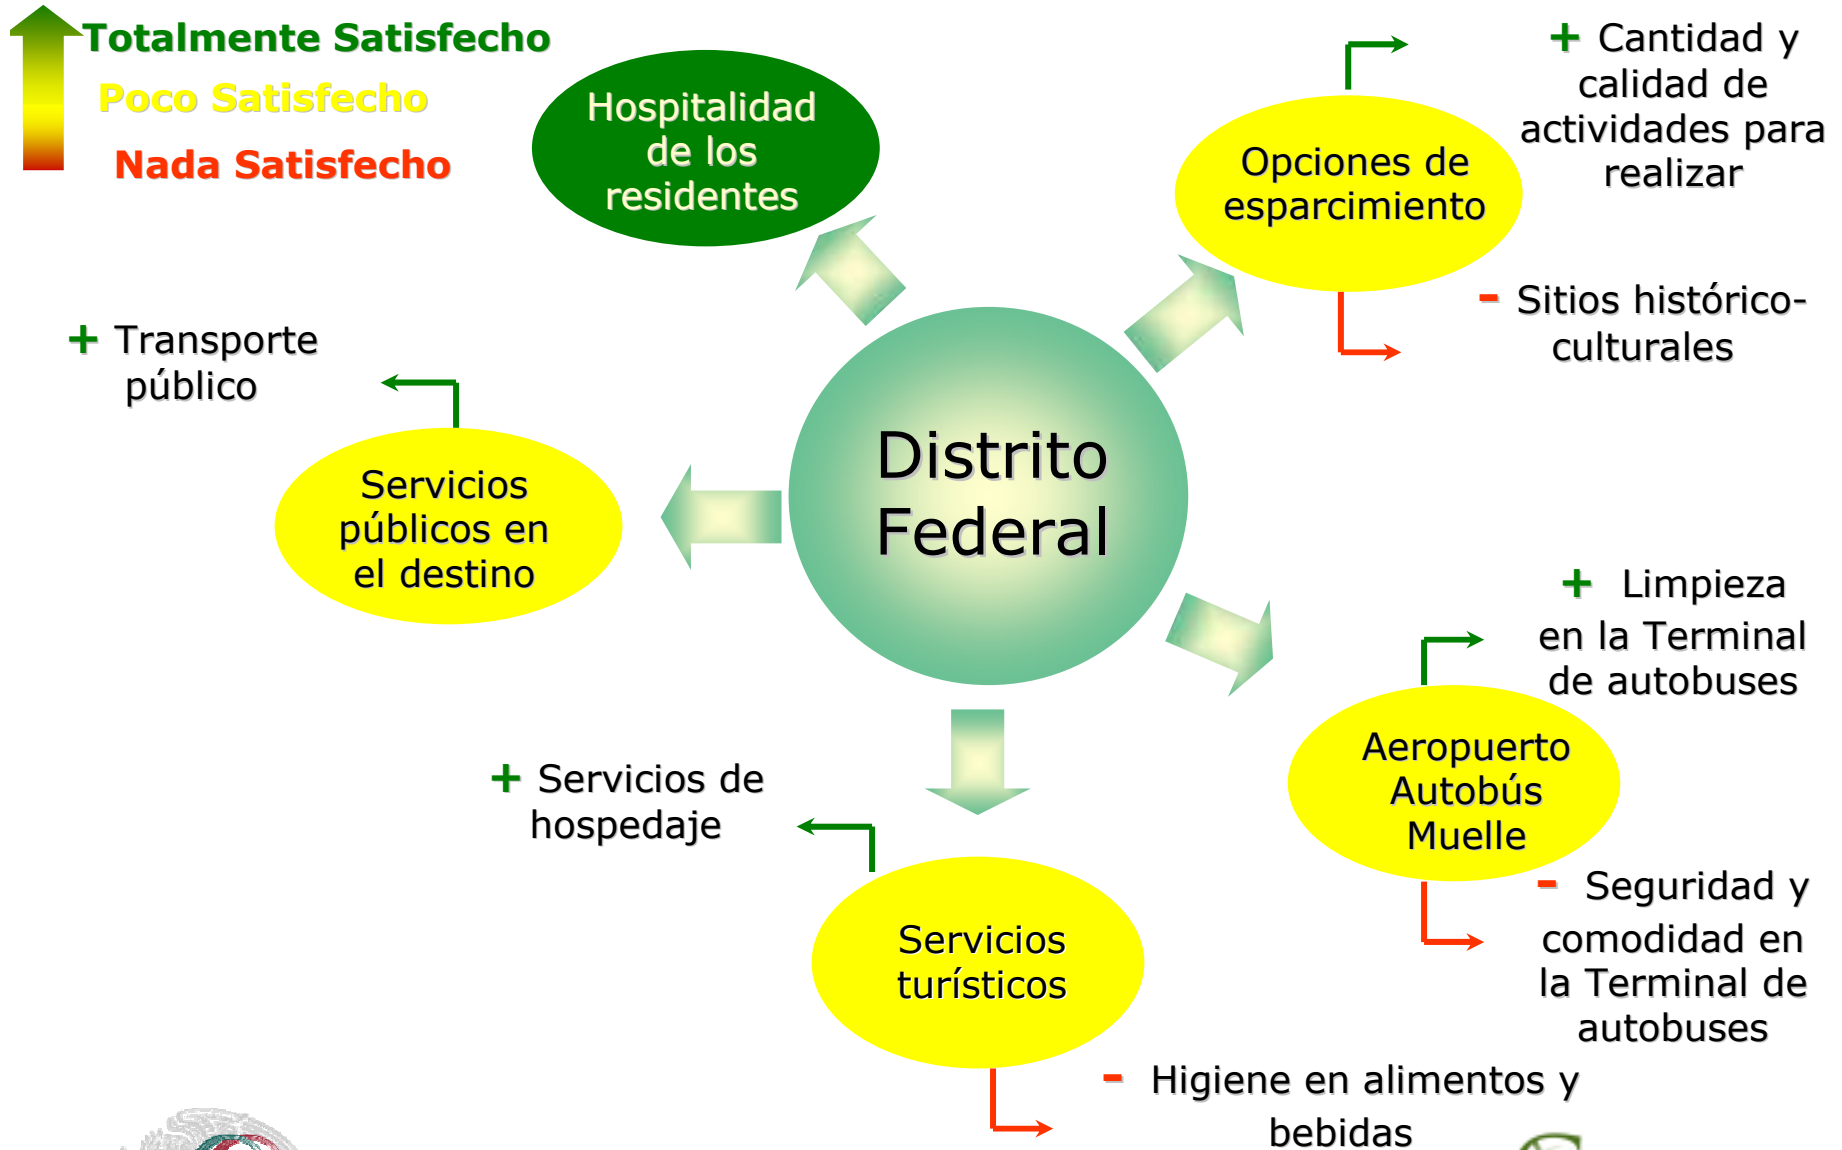 Totalmente Satisfecho
Poco Satisfecho
Nada Satisfecho
Hospitalidad
de los
residentes
Opciones de
esparcimiento
+ Cantidad y
calidad de
actividades para
realizar
- Sitios histórico-
culturales
+ Transporte
público
Servicios
públicos en
el destino
Distrito
Federal
+ Limpieza
en la Terminal
de autobuses
Aeropuerto
Autobús
Muelle
- Seguridad y
comodidad en
la Terminal de
autobuses
+ Servicios de
hospedaje
Servicios
turísticos
- Higiene en alimentos y
bebidas